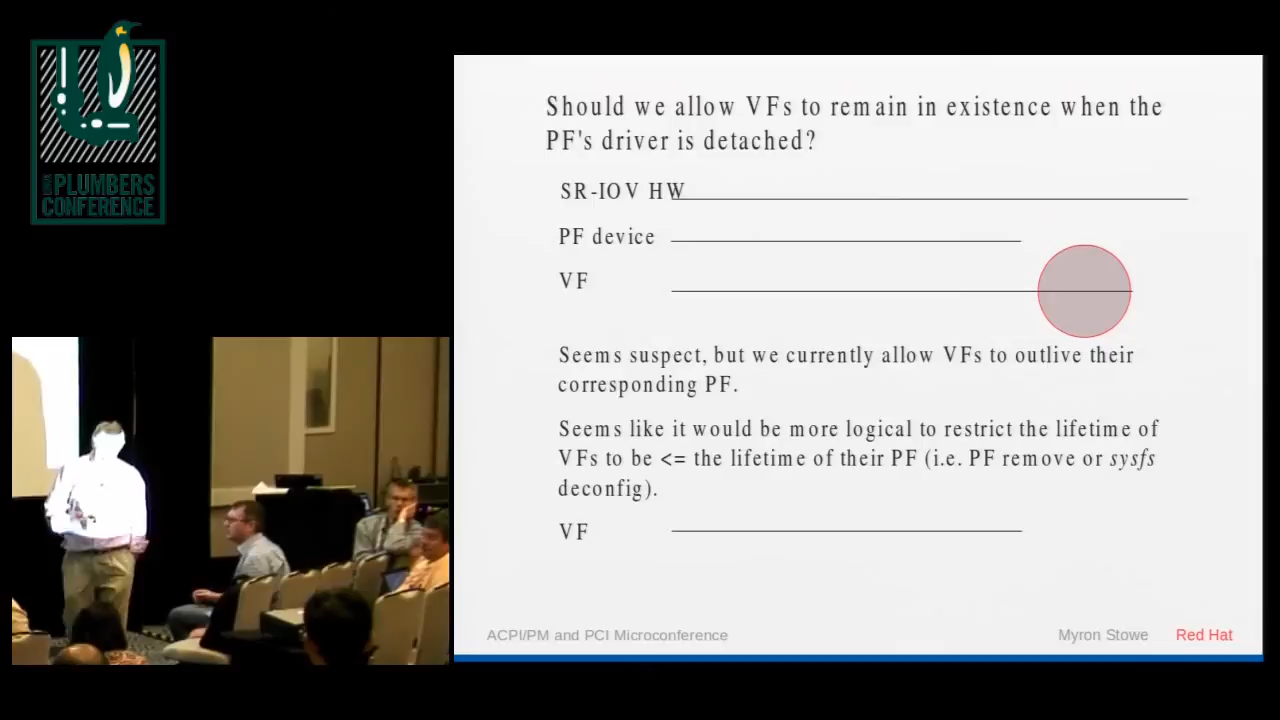 PLUMBERS
CONFERENCE
Should we allow VFs to remain in existence when the
PF's driver is detached?
SR-IOV HW
PF device
VF
Seems suspect, but we currently allow VFs to outlive their
corresponding PF.
Seems like it would be more logical to restrict the lifetime of
VFs to be <= the lifetime of their PF (i.e. PF remove or sysfs
deconfig).
VF
ACPI/PM and PCI Microconference
Myron Stowe
Red Hat